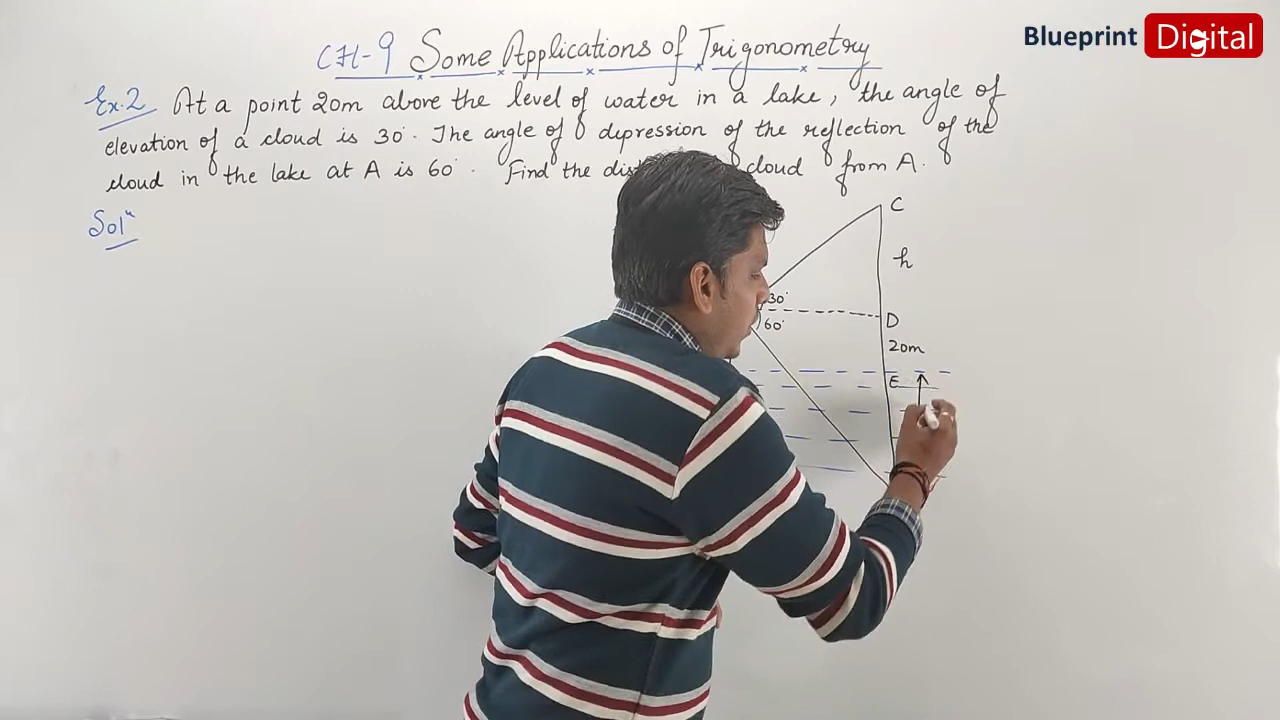 Blueprint Digital
CH-9 Some Applications of Trigonometry
Ex.2 At a point 20m above the level of water in a lake, the angle of
elevation of a cloud is 30°. The angle of depression of the reflection of the
cloud in the lake at A is 60°. Find the cloud from A.
Solⁿ
C
h
30°
D
60°
20m
E